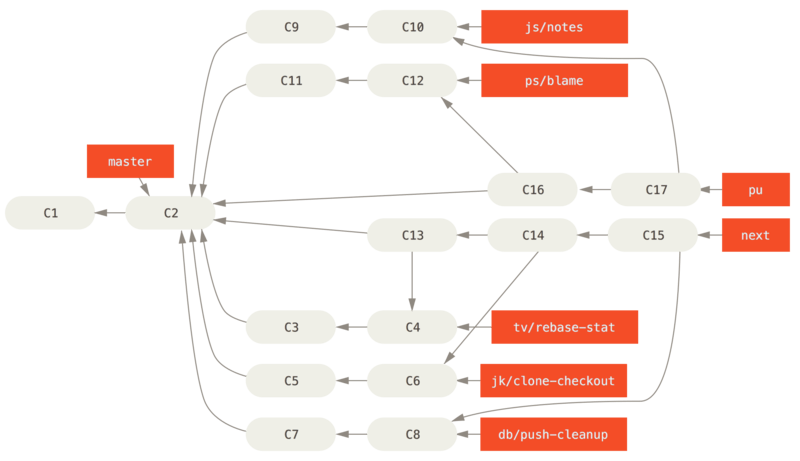 C9 C10 js/notes
C11 C12 ps/blame
master
C16 C17 pu
C1 C2
C13 C14 C15 next
C3 C4 tv/rebase-stat
C5 C6 jk/clone-checkout
C7 C8 db/push-cleanup